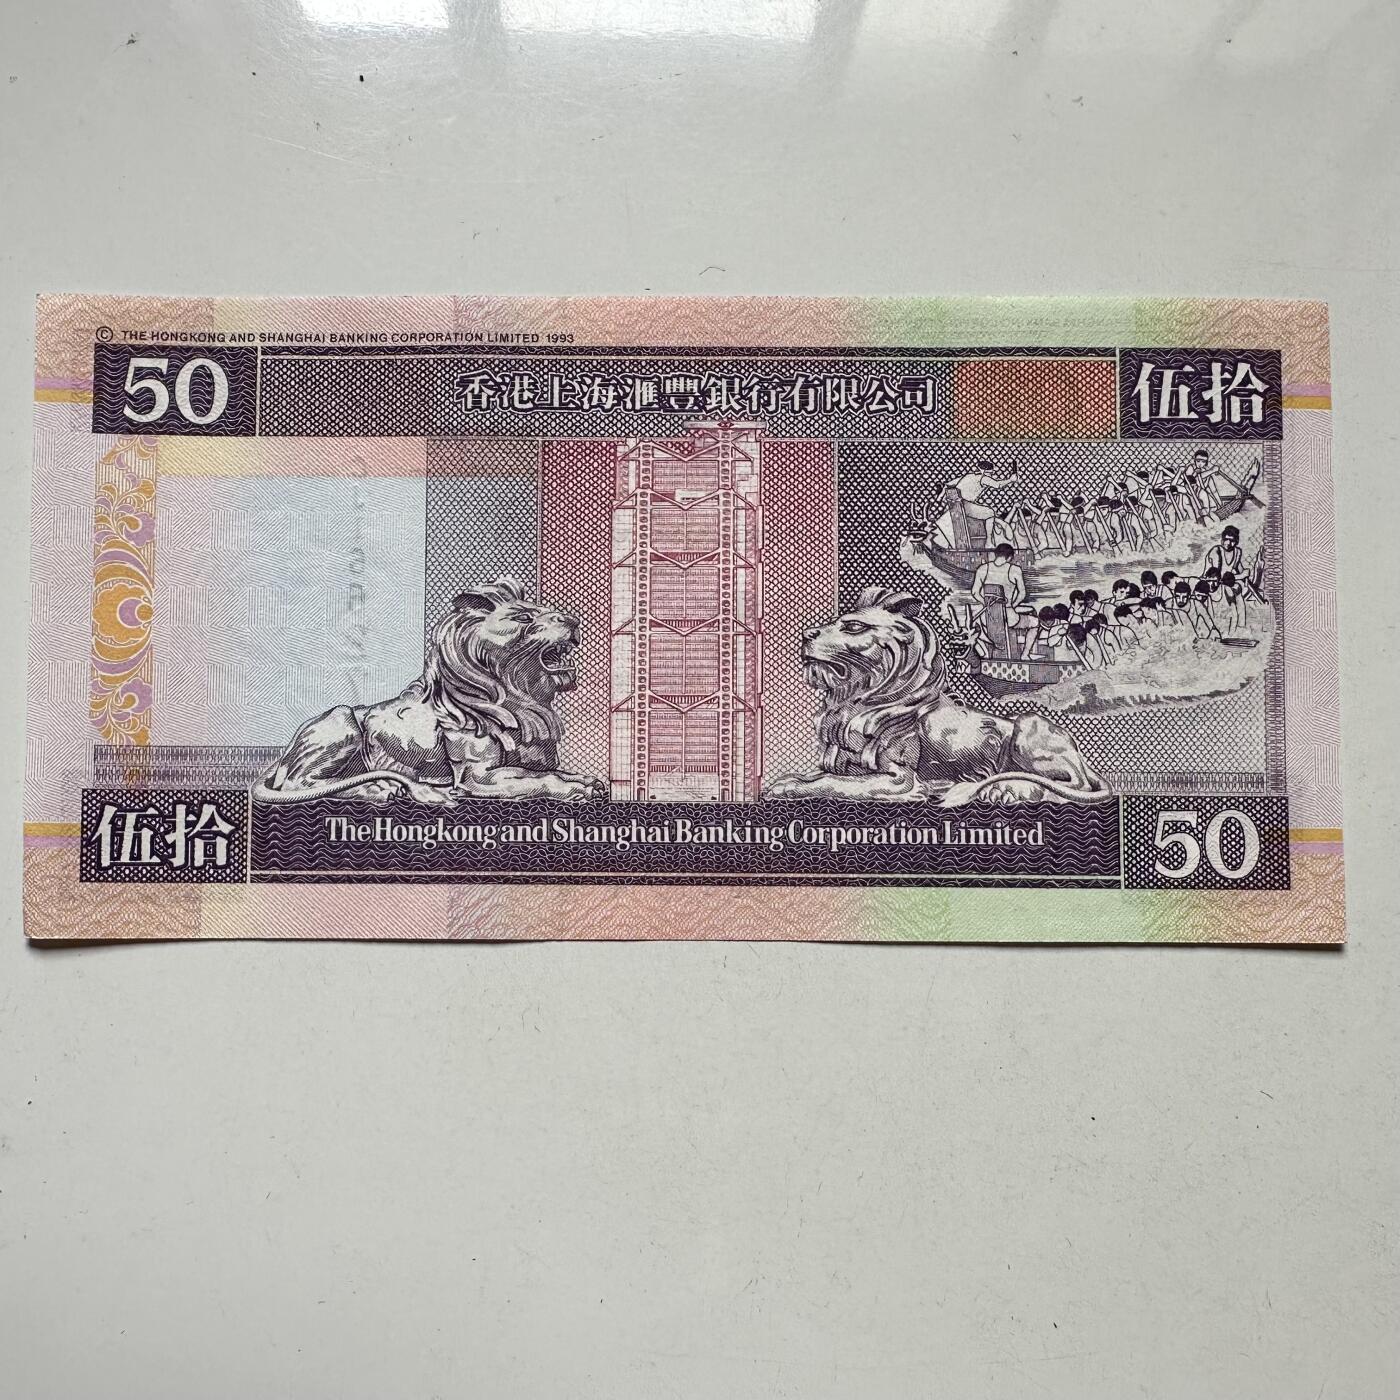 © THE HONGKONG AND SHANGHAI BANKING CORPORATION LIMITED 1993
50
香港上海滙豐銀行有限公司
伍拾
伍拾
The Hongkong and Shanghai Banking Corporation Limited
50